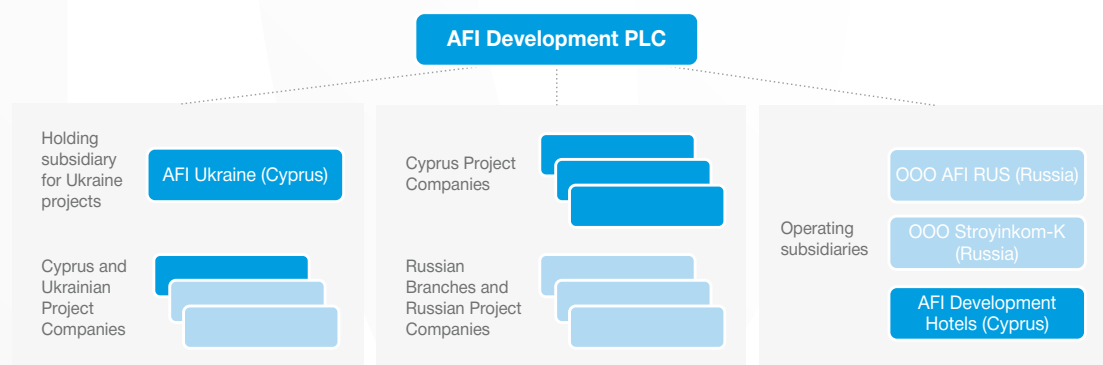 AFI Development PLC
Holding
subsidiary
for Ukraine
projects
AFI Ukraine (Cyprus)
Cyprus and
Ukrainian
Project
Companies
Cyprus Project
Companies
Russian
Branches and
Russian Project
Companies
Operating
subsidiaries
OOO AFI RUS (Russia)
OOO Stroyinkom-K
(Russia)
AFI Development
Hotels (Cyprus)